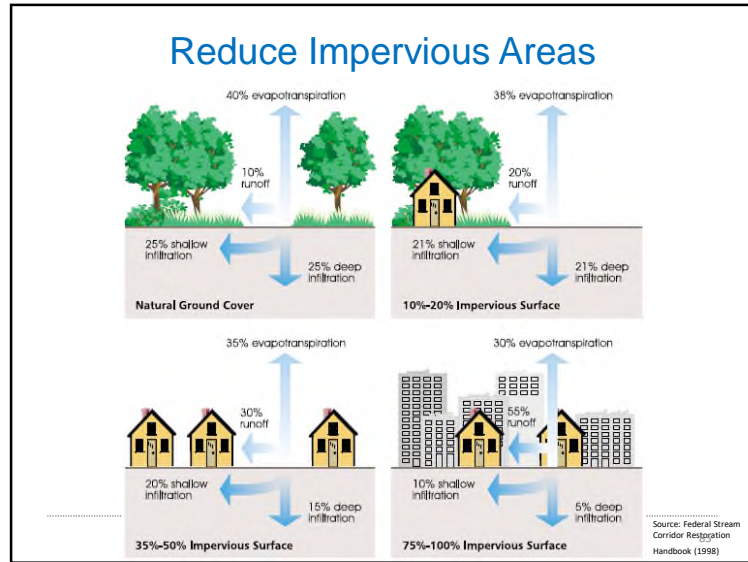 Reduce Impervious Areas
40% evapotranspiration
10%
runoff
25% shallow
infiltration
25% deep
infiltration
Natural Ground Cover
38% evapotranspiration
20%
runoff
21% shallow
infiltration
21% deep
infiltration
10%-20% Impervious Surface
35% evapotranspiration
30%
runoff
20% shallow
infiltration
15% deep
infiltration
35%-50% Impervious Surface
30% evapotranspiration
55%
runoff
10% shallow
infiltration
5% deep
infiltration
75%-100% Impervious Surface
Source: Federal Stream
Corridor Restoration
Handbook (1998)